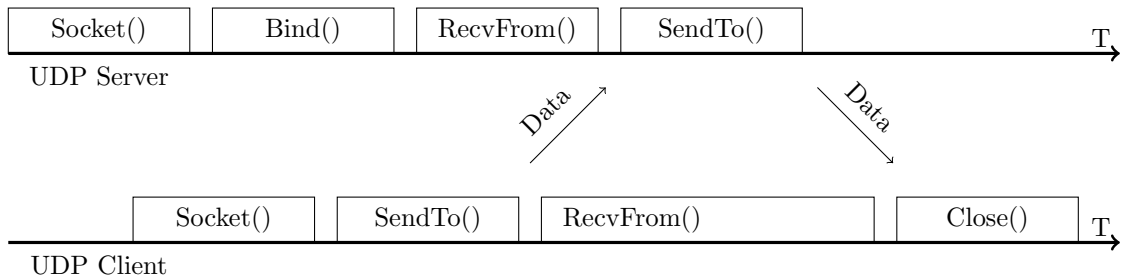 Socket() Bind() RecvFrom() SendTo() T
UDP Server
Data Data
Socket() SendTo() RecvFrom() Close() T
UDP Client